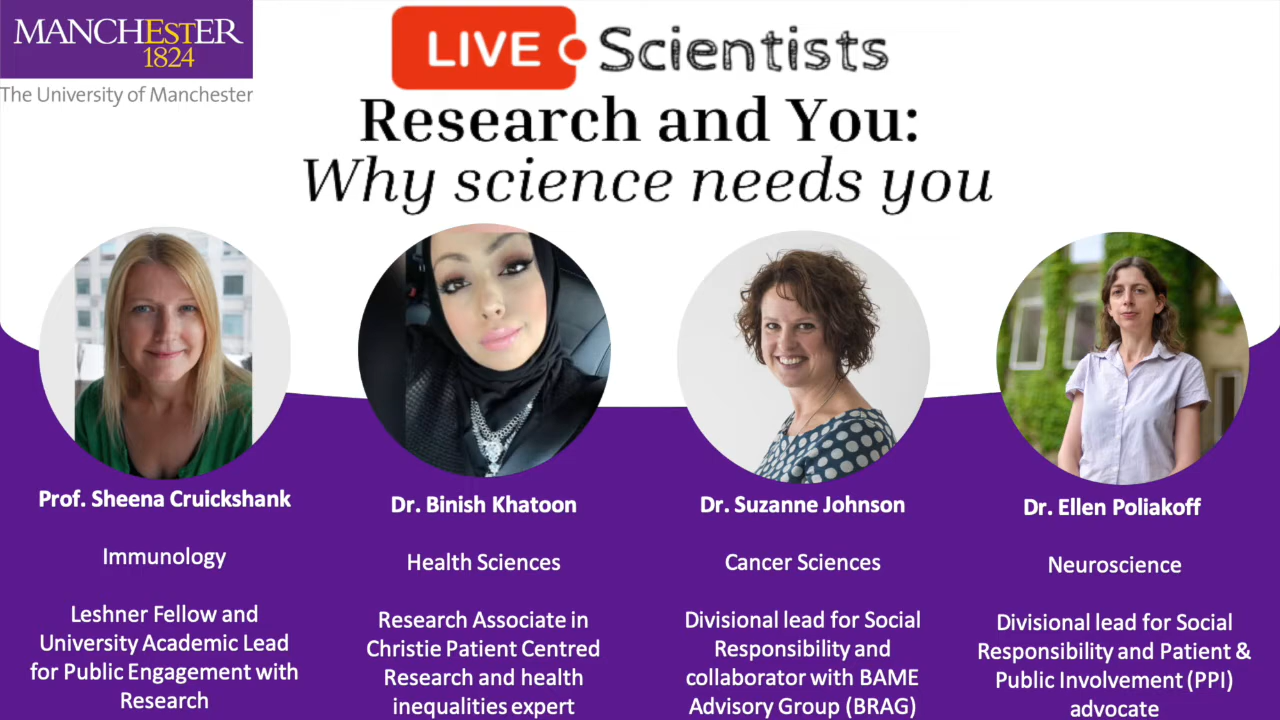 MANCHEstER
1824
The University of Manchester
LIVE Scientists
Research and You:
Why science needs you
Prof. Sheena Cruickshank
Immunology
Leshner Fellow and
University Academic Lead
for Public Engagement with
Research
Dr. Binish Khatoon
Health Sciences
Research Associate in
Christie Patient Centred
Research and health
inequalities expert
Dr. Suzanne Johnson
Cancer Sciences
Divisional lead for Social
Responsibility and
collaborator with BAME
Advisory Group (BRAG)
Dr. Ellen Poliakoff
Neuroscience
Divisional lead for Social
Responsibility and Patient &
Public Involvement (PPI)
advocate